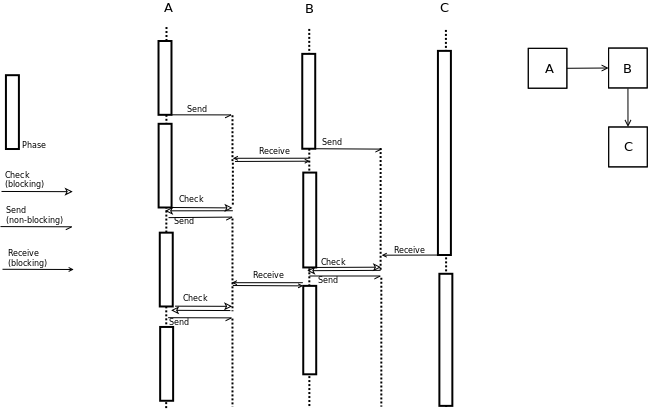 A
B
C
A
B
C
Phase
Check
(blocking)
Send
(non-blocking)
Receive
(blocking)
Send
Send
Receive
Check
Send
Receive
Check
Receive
Send
Check
Send